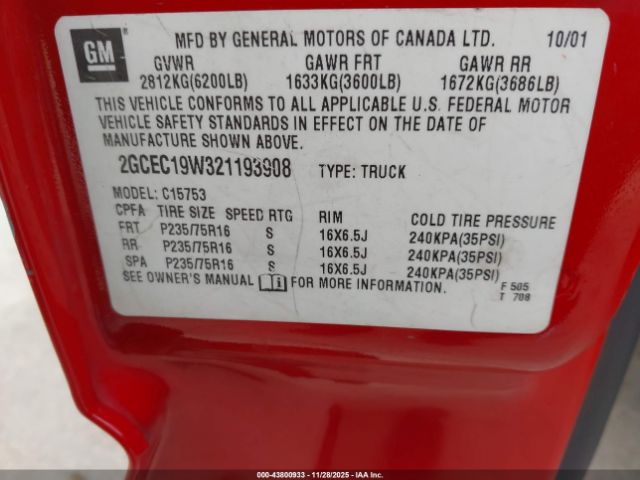 GM
MFD BY GENERAL MOTORS OF CANADA LTD. 10/01
GVWR GAWR FRT GAWR RR
2812KG(6200LB) 1633KG(3600LB) 1672KG(3686LB)
THIS VEHICLE CONFORMS TO ALL APPLICABLE U.S. FEDERAL MOTOR
VEHICLE SAFETY STANDARDS IN EFFECT ON THE DATE OF
MANUFACTURE SHOWN ABOVE.
2GCEC19W321193908 TYPE: TRUCK
MODEL: C15753
CPFA TIRE SIZE SPEED RTG RIM COLD TIRE PRESSURE
FRT P235/75R16 S 16X6.5J 240KPA(35PSI)
RR P235/75R16 S 16X6.5J 240KPA(35PSI)
SPA P235/75R16 S 16X6.5J 240KPA(35PSI)
SEE OWNER'S MANUAL FOR MORE INFORMATION.
F 505
T 708
000-43800933 - 11/28/2025 - IAA Inc.